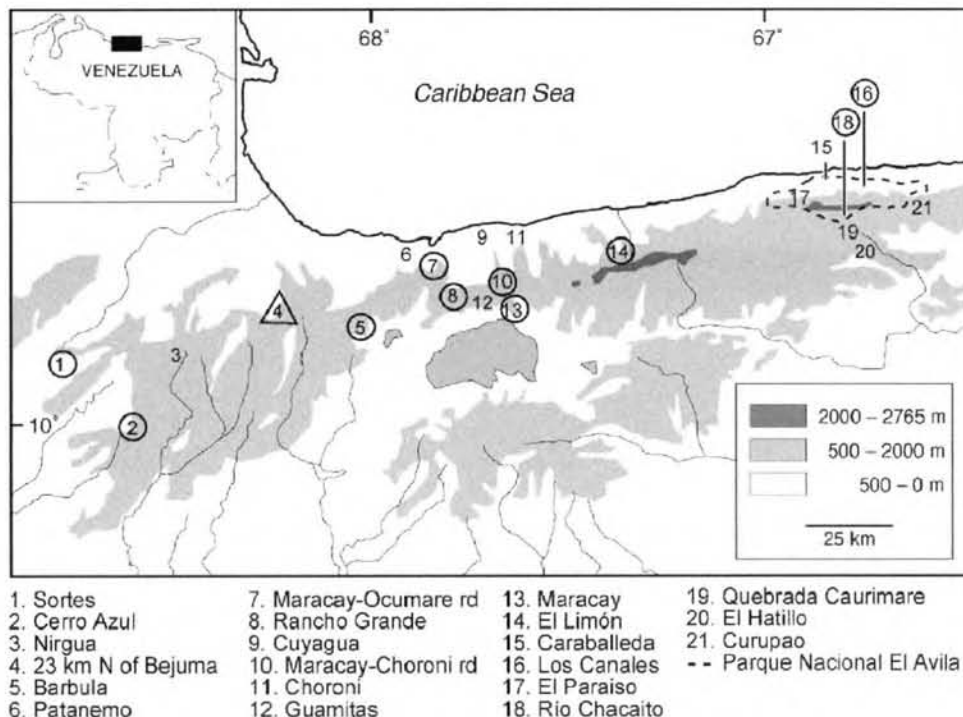 68
67
VENEZUELA
Caribbean Sea
16
18
15
17
21
19
20
6
9
11
7
14
10
8
12
13
4
5
3
1
2
10°
2000 – 2765 m
500 – 2000 m
500 – 0 m
25 km
1. Sortes
2. Cerro Azul
3. Nirgua
4. 23 km N of Bejuma
5. Barbula
6. Patanemo
7. Maracay-Ocumare rd
8. Rancho Grande
9. Cuyagua
10. Maracay-Choroni rd
11. Choroní
12. Guamitas
13. Maracay
14. El Limón
15. Caraballeda
16. Los Canales
17. El Paraiso
18. Río Chacaito
19. Quebrada Caurimare
20. El Hatillo
21. Curupao
Parque Nacional El Avila